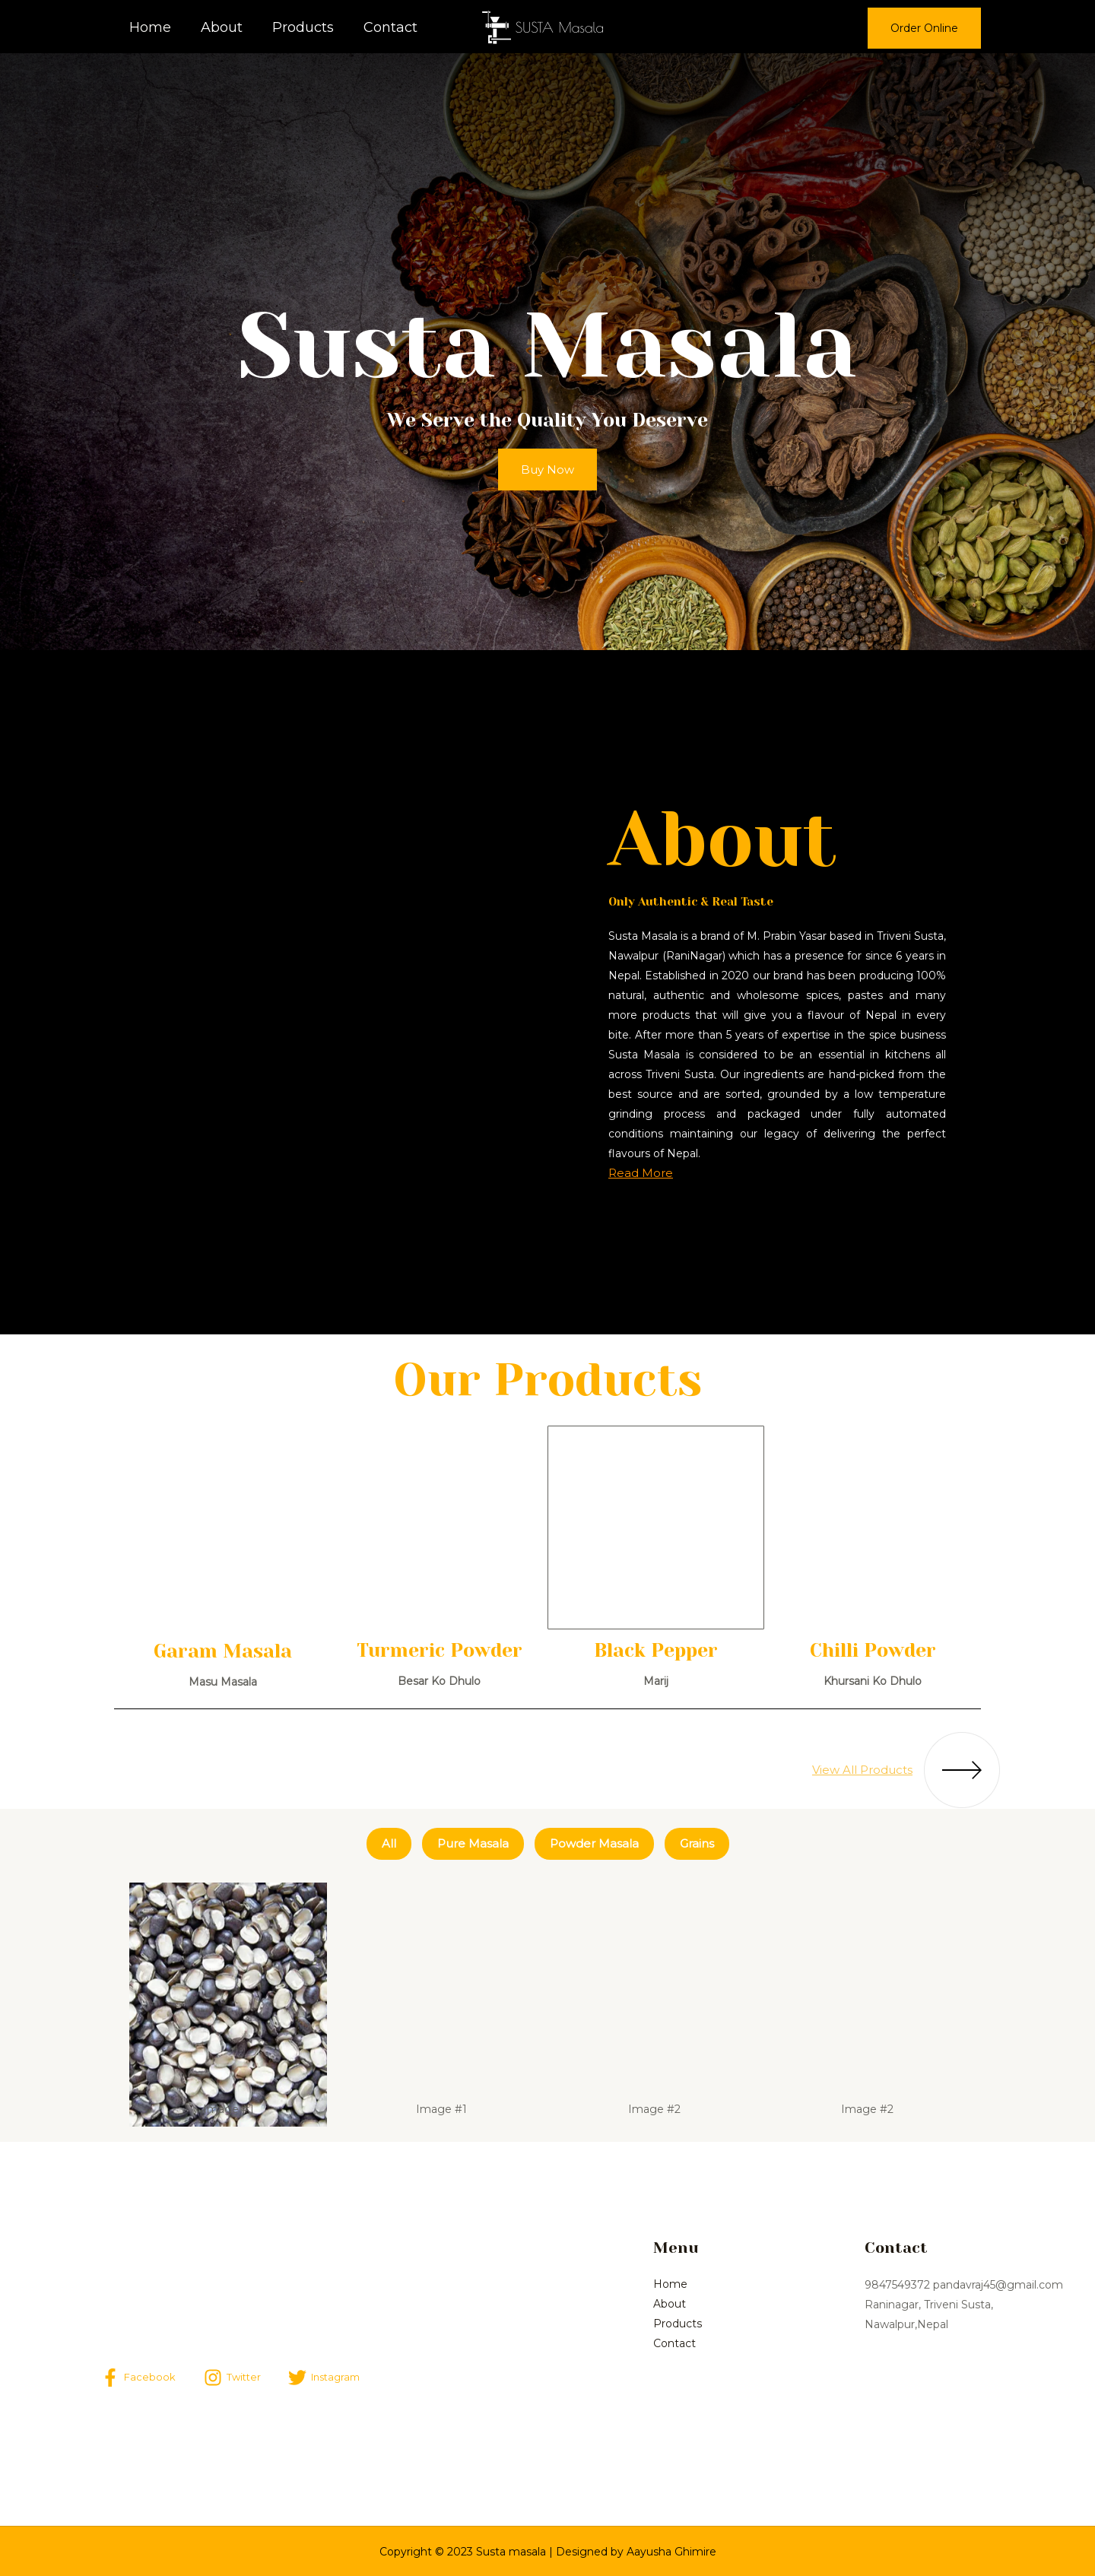 Home About Products Contact SUSTA Masala Order Online
Susta Masala
We Serve the Quality You Deserve
Buy Now
About
Only Authentic & Real Taste
Susta Masala is a brand of M. Prabin Yasar based in Triveni Susta,
Nawalpur (RaniNagar) which has a presence for since 6 years in
Nepal. Established in 2020 our brand has been producing 100%
natural, authentic and wholesome spices, pastes and many
more products that will give you a flavour of Nepal in every
bite. After more than 5 years of expertise in the spice business
Susta Masala is considered to be an essential in kitchens all
across Triveni Susta. Our ingredients are hand-picked from the
best source and are sorted, grounded by a low temperature
grinding process and packaged under fully automated
conditions maintaining our legacy of delivering the perfect
flavours of Nepal.
Read More
Our Products
Garam Masala
Masu Masala
Turmeric Powder
Besar Ko Dhulo
Black Pepper
Marij
Chilli Powder
Khursani Ko Dhulo
View All Products
All Pure Masala Powder Masala Grains
Image #1 Image #2 Image #2
Facebook Twitter Instagram
Menu
Home
About
Products
Contact
Contact
9847549372 pandavraj45@gmail.com
Raninagar, Triveni Susta,
Nawalpur,Nepal
Copyright © 2023 Susta masala | Designed by Aayusha Ghimire